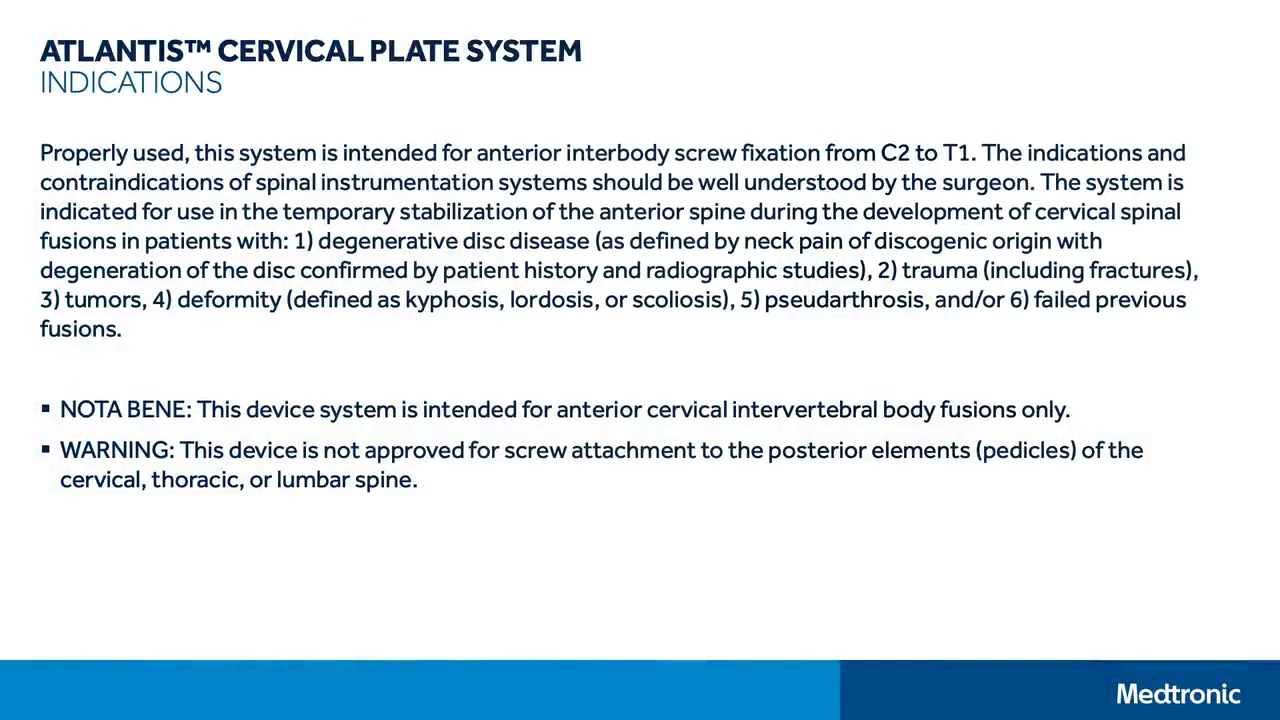 ATLANTIS™ CERVICAL PLATE SYSTEM
INDICATIONS
Properly used, this system is intended for anterior interbody screw fixation from C2 to T1. The indications and
contraindications of spinal instrumentation systems should be well understood by the surgeon. The system is
indicated for use in the temporary stabilization of the anterior spine during the development of cervical spinal
fusions in patients with: 1) degenerative disc disease (as defined by neck pain of discogenic origin with
degeneration of the disc confirmed by patient history and radiographic studies), 2) trauma (including fractures),
3) tumors, 4) deformity (defined as kyphosis, lordosis, or scoliosis), 5) pseudarthrosis, and/or 6) failed previous
fusions.
▪ NOTA BENE: This device system is intended for anterior cervical intervertebral body fusions only.
▪ WARNING: This device is not approved for screw attachment to the posterior elements (pedicles) of the
cervical, thoracic, or lumbar spine.
Medtronic